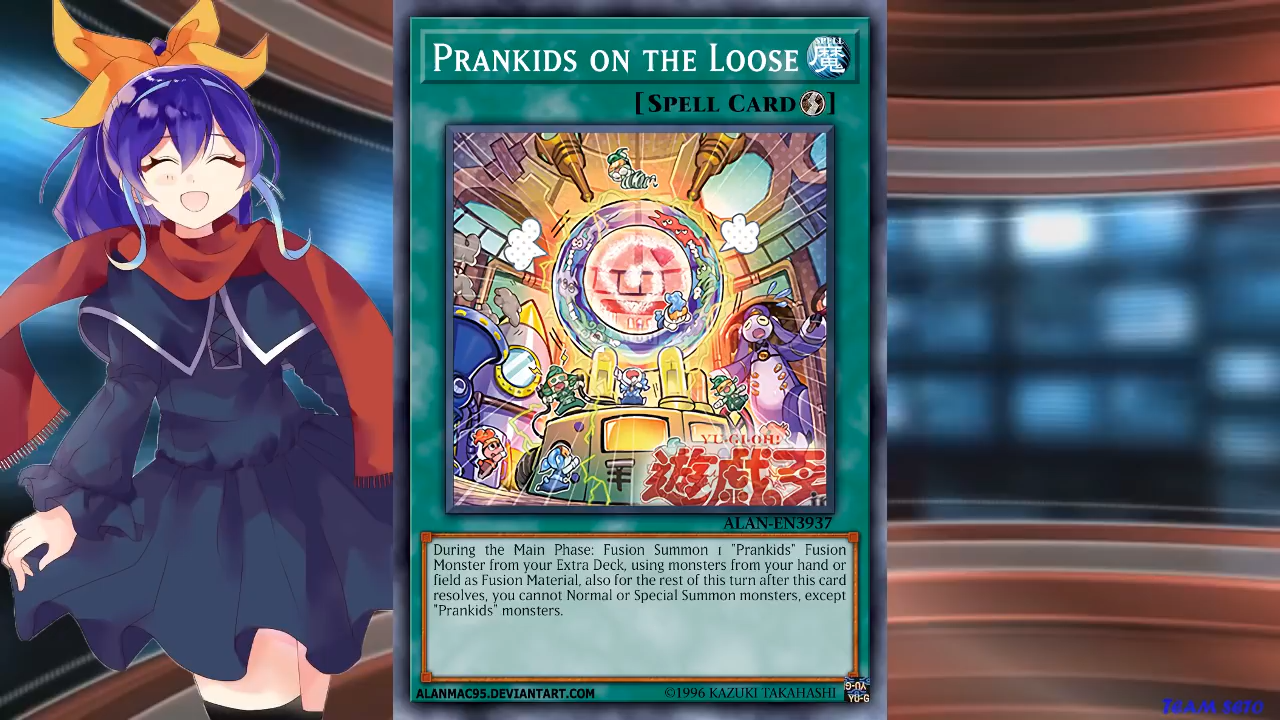 PRANKIDS ON THE LOOSE
SPELL
魔
[SPELL CARD]
YU-GI-OH!
遊戯王
ALAN-EN3937
During the Main Phase: Fusion Summon 1 "Prankids" Fusion
Monster from your Extra Deck, using monsters from your hand or
field as Fusion Material, also for the rest of this turn after this card
resolves, you cannot Normal or Special Summon monsters, except
"Prankids" monsters.
ALANMAC95.DEVIANTART.COM
©1996 KAZUKI TAKAHASHI
YU-G